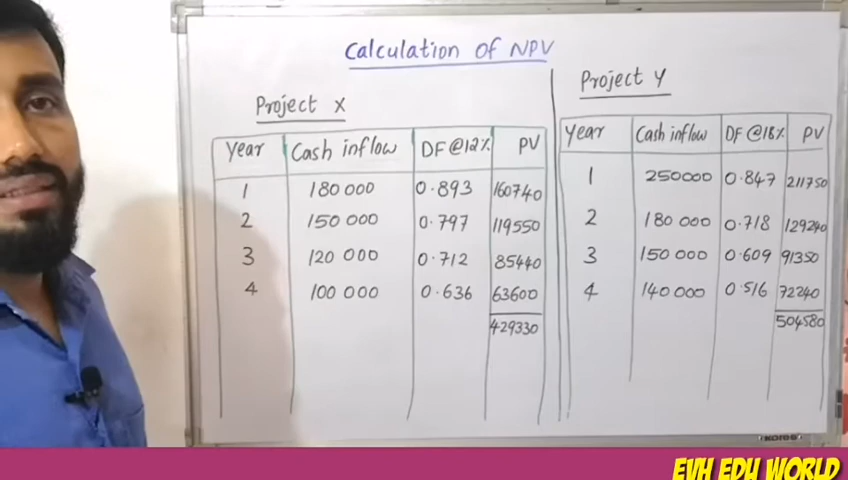 Calculation of NPV
Project X
Year Cash inflow DF@12% PV
1 180 000 0.893 160740
2 150 000 0.797 119550
3 120 000 0.712 85440
4 100 000 0.636 63600
429330
Project Y
Year Cash inflow DF@18% PV
1 250000 0.847 211750
2 180 000 0.718 129240
3 150 000 0.609 91350
4 140 000 0.516 72240
504580
KORES
EVH EDU WORLD